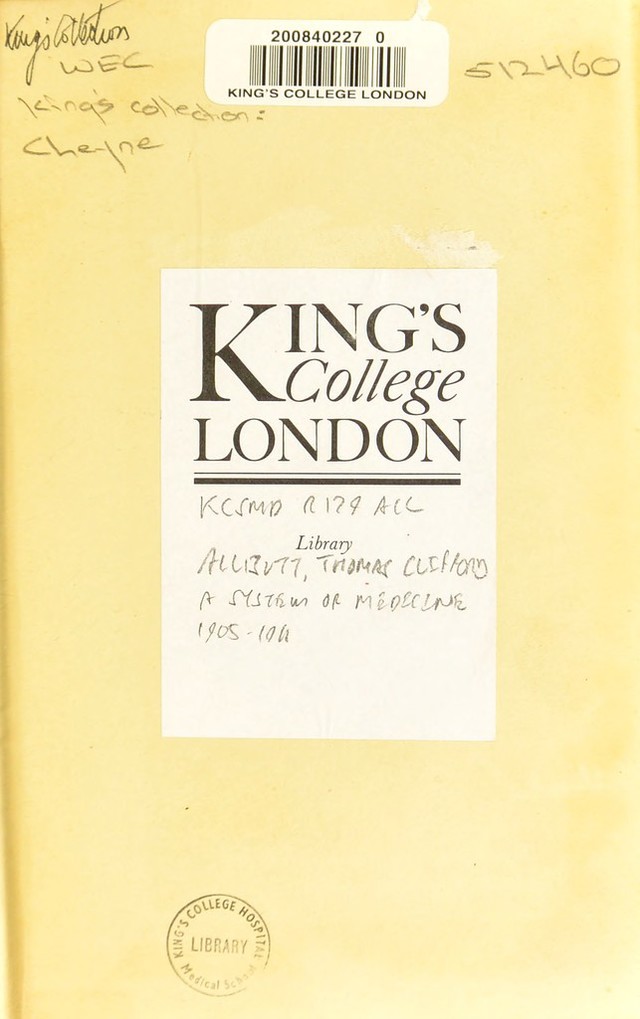 King's Collection
WEC
King's collection:
Cheyne
200840227 0
KING'S COLLEGE LONDON
512460
KING'S
College
LONDON
KCSMD R129 ALL
Library
ALLBUTT, THOMAS CLIFFORD
A SYSTEM OF MEDICINE
1905-
KING'S COLLEGE HOSPITAL
LIBRARY
Medical School